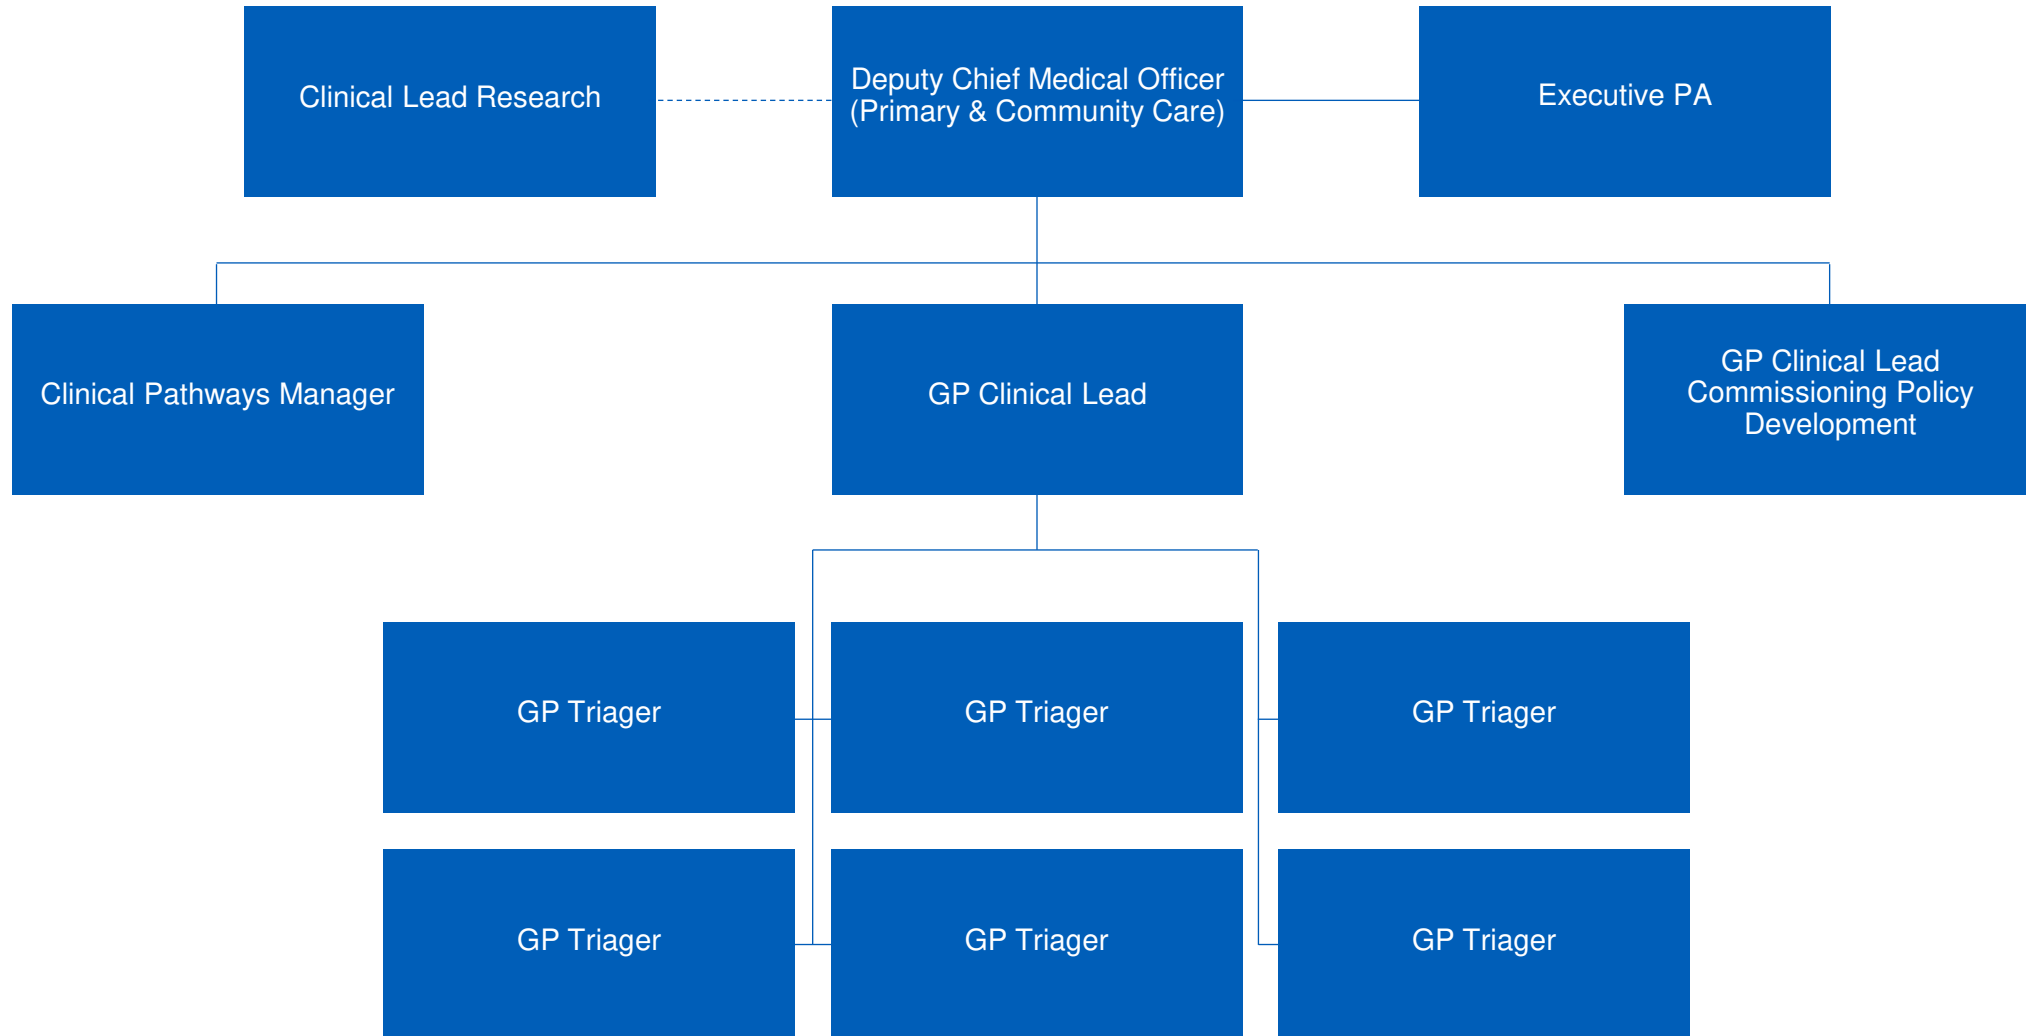 Clinical Lead Research
Deputy Chief Medical Officer
(Primary & Community Care)
Executive PA
Clinical Pathways Manager
GP Clinical Lead
GP Clinical Lead
Commissioning Policy
Development
GP Triager
GP Triager
GP Triager
GP Triager
GP Triager
GP Triager